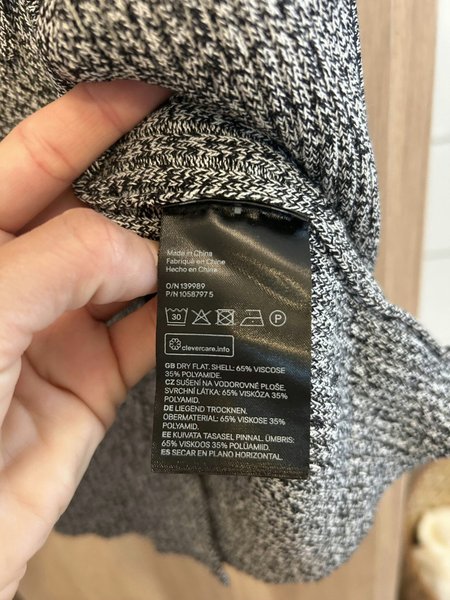 Made in China
Fabriqué en Chine
Hecho en China
O/N 139989
P/N 10587975
30 P
clevercare.info
GB DRY FLAT. SHELL: 65% VISCOSE
35% POLYAMIDE.
CZ SUŠENÍ NA VODOROVNÉ PLOŠE.
SVRCHNÍ LÁTKA: 65% VISKÓZA 35%
POLYAMID.
DE LIEGEND TROCKNEN.
OBERMATERIAL: 65% VISKOSE 35%
POLYAMID.
EE KUIVATA TASASEL PINNAL. ÜMBRIS:
65% VISKOOS 35% POLÜAMIID.
ES SECAR EN PLANO HORIZONTAL.